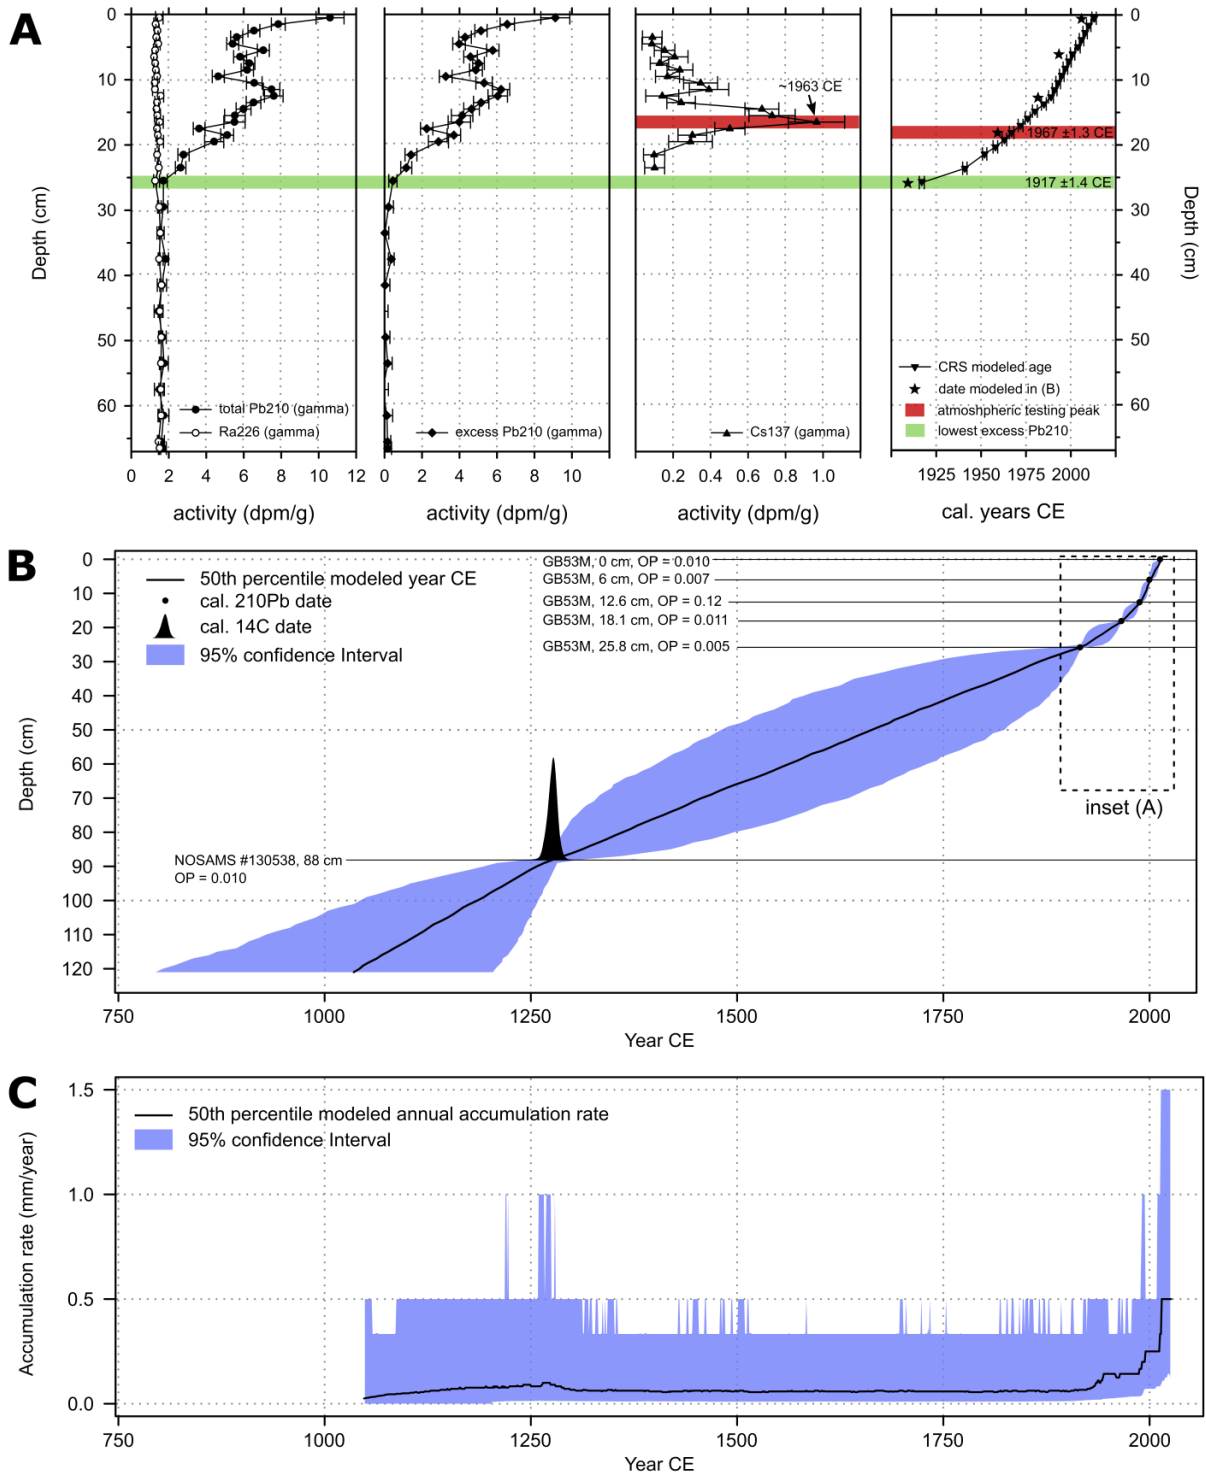 A
0
10
20
30
40
50
60
Depth (cm)
total Pb210 (gamma)
Ra226 (gamma)
0 2 4 6 8 10 12
activity (dpm/g)
excess Pb210 (gamma)
0 2 4 6 8 10
activity (dpm/g)
~1963 CE
Cs137 (gamma)
0.2 0.4 0.6 0.8 1.0
activity (dpm/g)
1967 ±1.3 CE
1917 ±1.4 CE
CRS modeled age
date modeled in (B)
atmoshpheric testing peak
lowest excess Pb210
1925 1950 1975 2000
cal. years CE
0
10
20
30
40
50
60
Depth (cm)
B
50th percentile modeled year CE
cal. 210Pb date
cal. 14C date
95% confidence Interval
GB53M, 0 cm, OP = 0.010
GB53M, 6 cm, OP = 0.007
GB53M, 12.6 cm, OP = 0.12
GB53M, 18.1 cm, OP = 0.011
GB53M, 25.8 cm, OP = 0.005
inset (A)
NOSAMS #130538, 88 cm
OP = 0.010
0
10
20
30
40
50
60
70
80
90
100
110
120
Depth (cm)
750 1000 1250 1500 1750 2000
Year CE
C
50th percentile modeled annual accumulation rate
95% confidence Interval
1.5
1.0
0.5
0.0
Accumulation rate (mm/year)
750 1000 1250 1500 1750 2000
Year CE